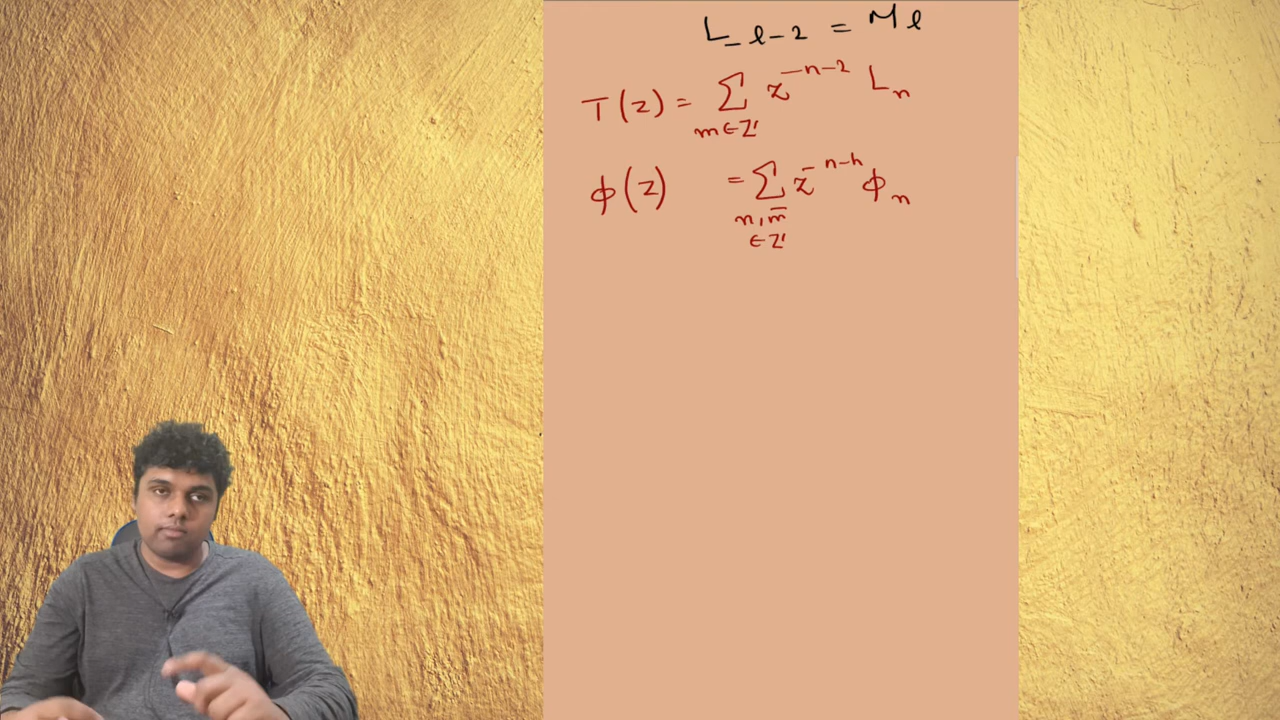 L_{-ℓ-2} = M_ℓ
T(z) = ∑_{m∈ℤ} z^{-n-2} L_n
ϕ(z) = ∑_{n,m̄ ∈ℤ} z^{-n-h} ϕ_n